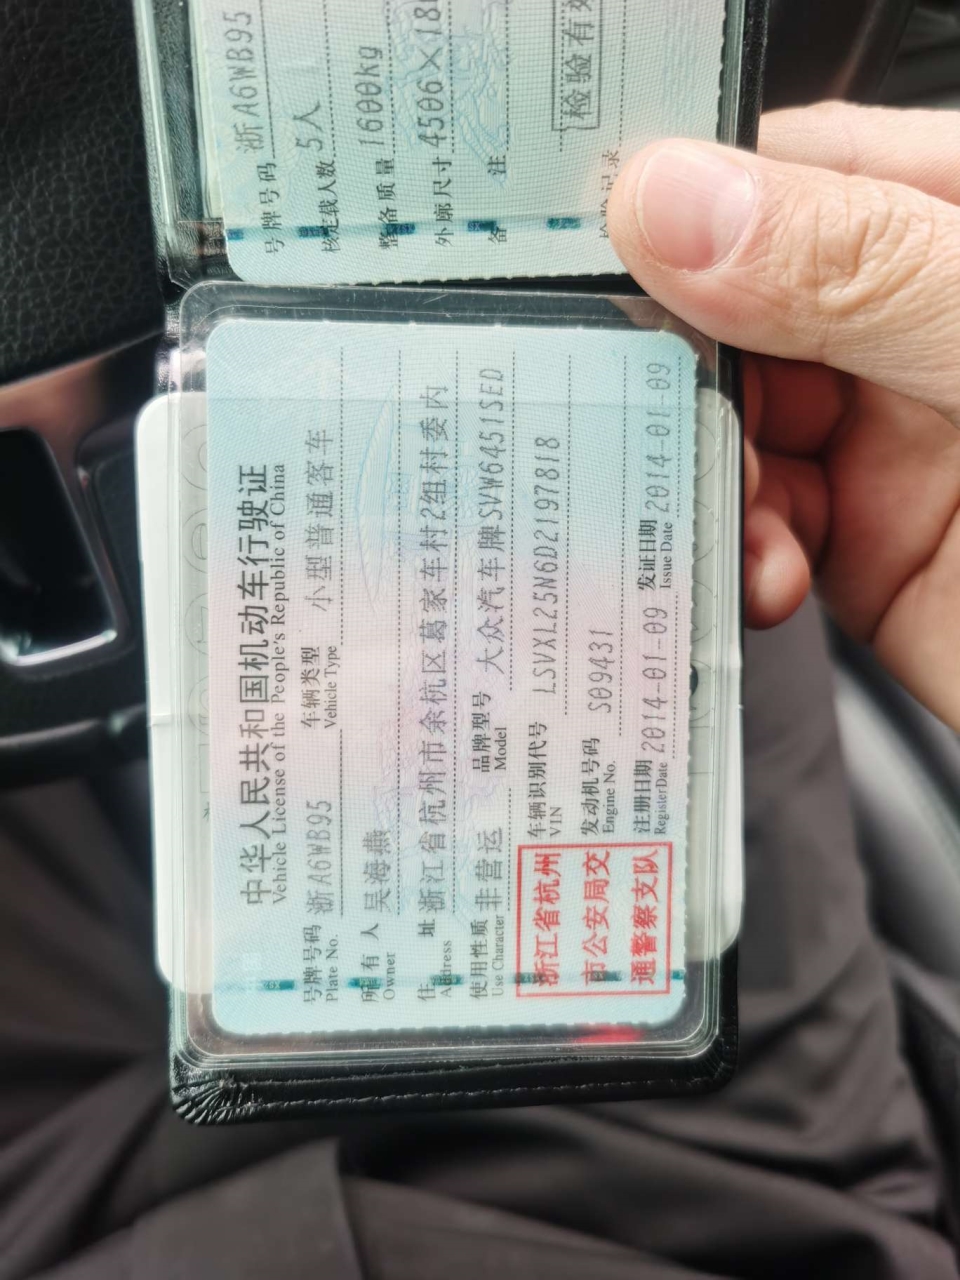 中华人民共和国机动车行驶证
Vehicle License of the People's Republic of China
号牌号码 浙A6WB95 车辆类型 小型普通客车
Plate No. Vehicle Type
所有人 吴海燕
Owner
住址 浙江省杭州市余杭区葛家车村2组村委内
Address
使用性质 非营运 品牌型号 大众汽车牌SVW6451SED
Use Character Model
浙江省杭州
市公安局交
通警察支队
车辆识别代号 LSVXL25N6D2197818
VIN
发动机号码 S09431
Engine No.
注册日期 2014-01-09 发证日期 2014-01-09
Register Date Issue Date
号牌号码 浙A6WB95
核定载人数 5人
整备质量 1600kg
外廓尺寸 4506×18
备注
检验有
记录